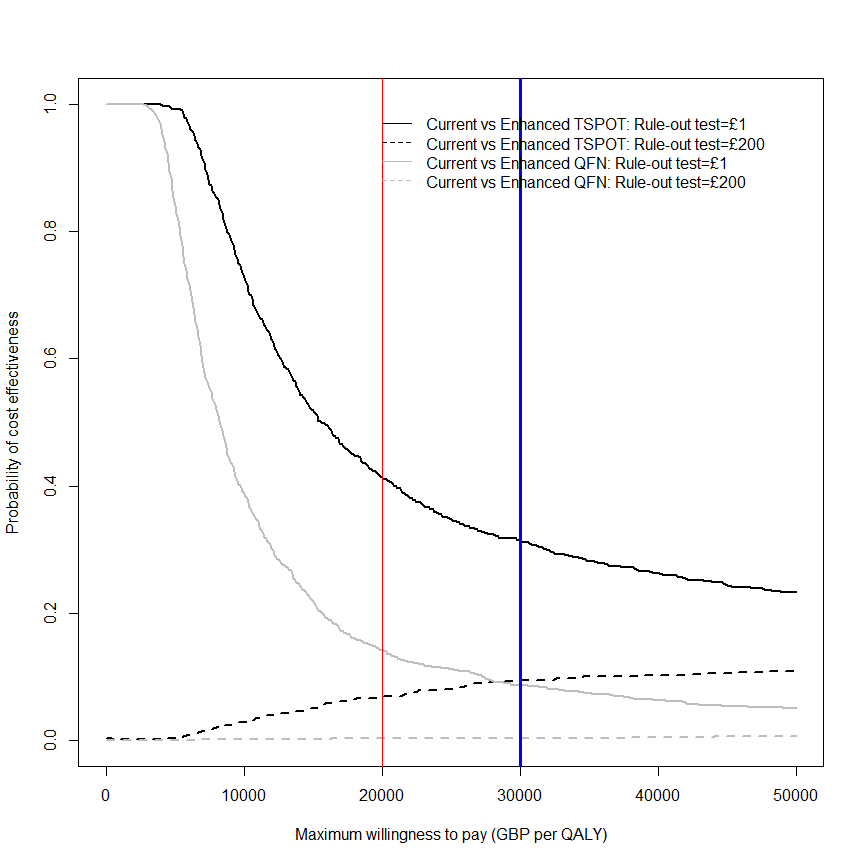 Current vs Enhanced TSPOT: Rule-out test=£1
Current vs Enhanced TSPOT: Rule-out test=£200
Current vs Enhanced QFN: Rule-out test=£1
Current vs Enhanced QFN: Rule-out test=£200
Probability of cost effectiveness
1.0
0.8
0.6
0.4
0.2
0.0
0
10000
20000
30000
40000
50000
Maximum willingness to pay (GBP per QALY)